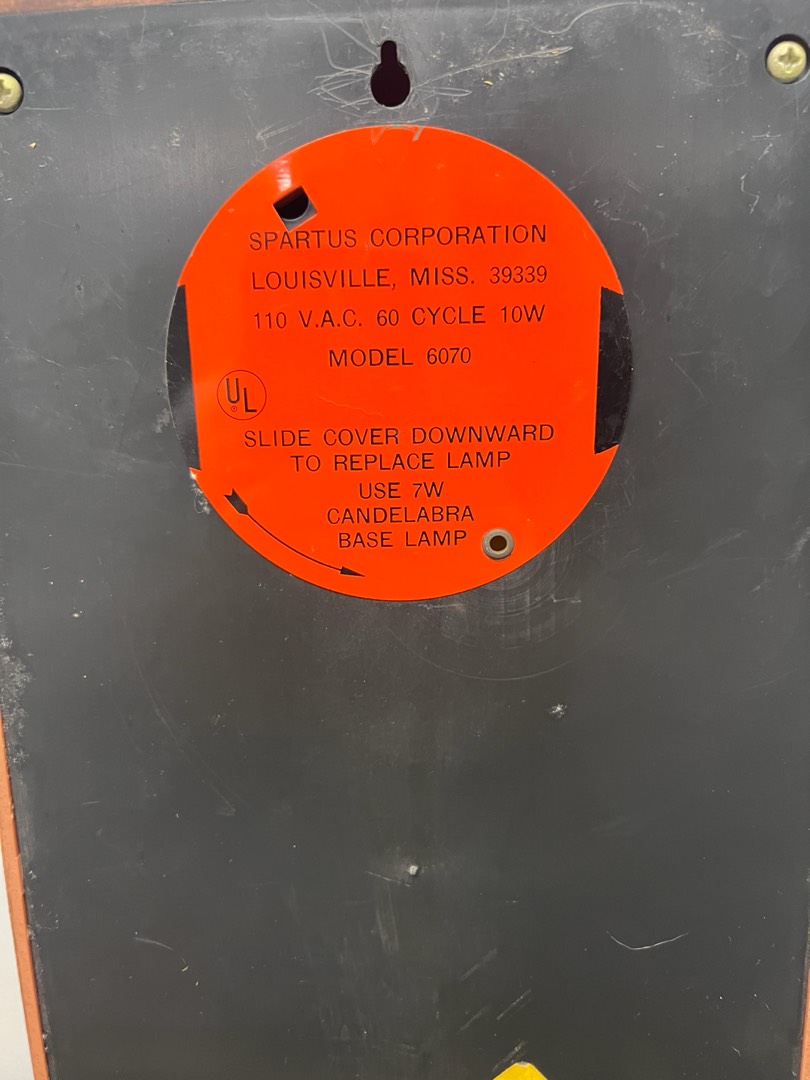 SPARTUS CORPORATION
LOUISVILLE, MISS. 39339
110 V.A.C. 60 CYCLE 10W
MODEL 6070
UL
®
SLIDE COVER DOWNWARD
TO REPLACE LAMP
USE 7W
CANDELABRA
BASE LAMP